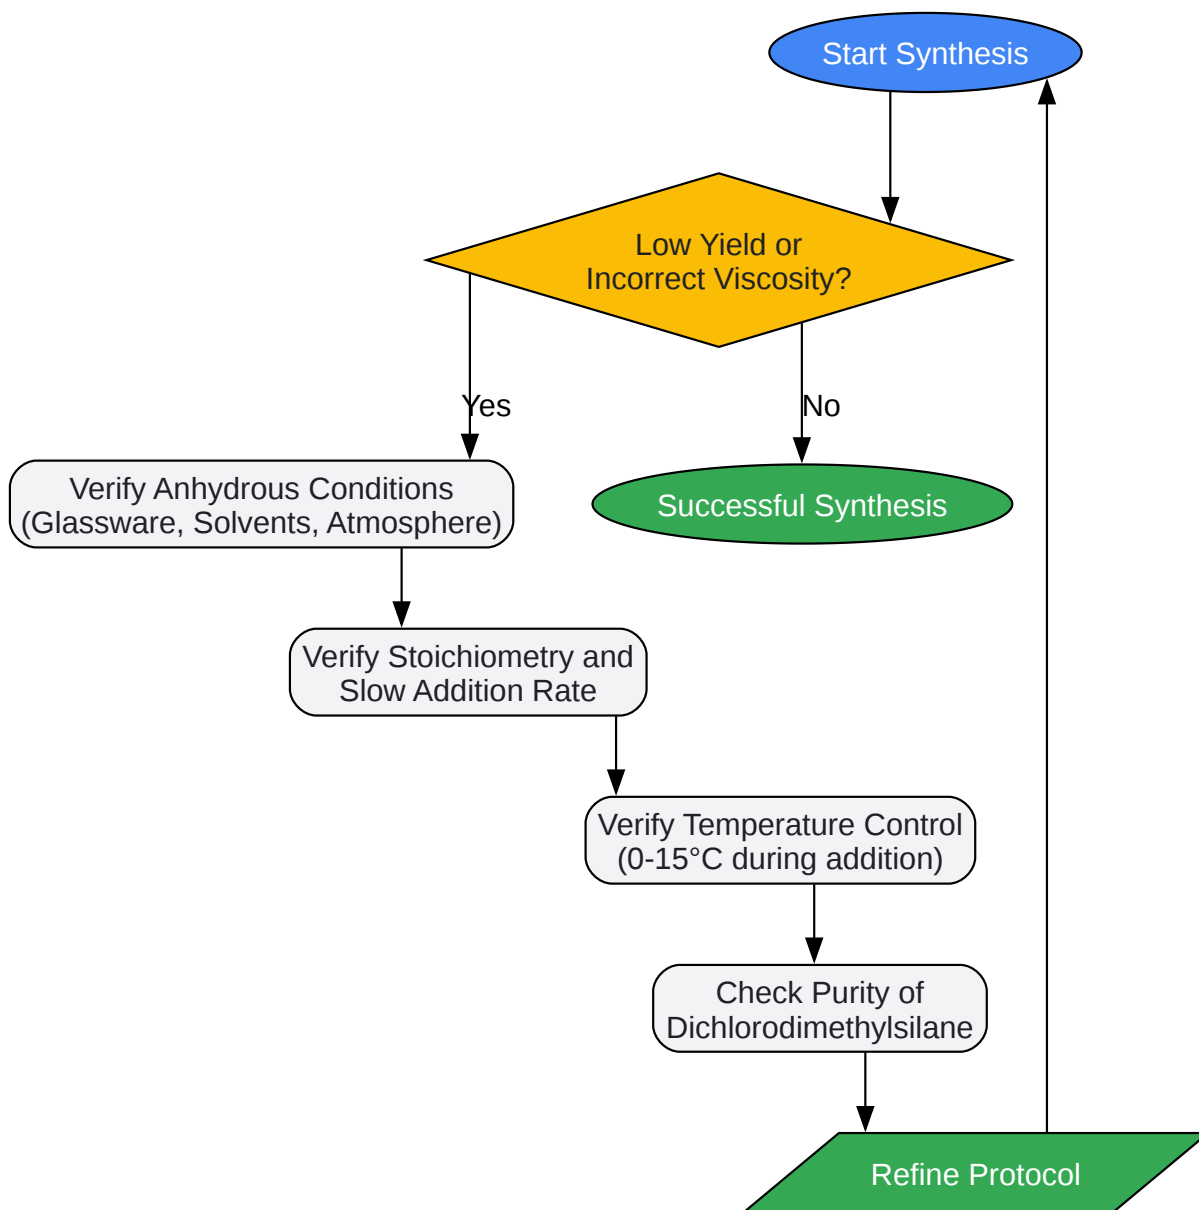 Start Synthesis
Low Yield or
Incorrect Viscosity?
Yes
No
Verify Anhydrous Conditions
(Glassware, Solvents, Atmosphere)
Successful Synthesis
Verify Stoichiometry and
Slow Addition Rate
Verify Temperature Control
(0-15°C during addition)
Check Purity of
Dichlorodimethylsilane
Refine Protocol